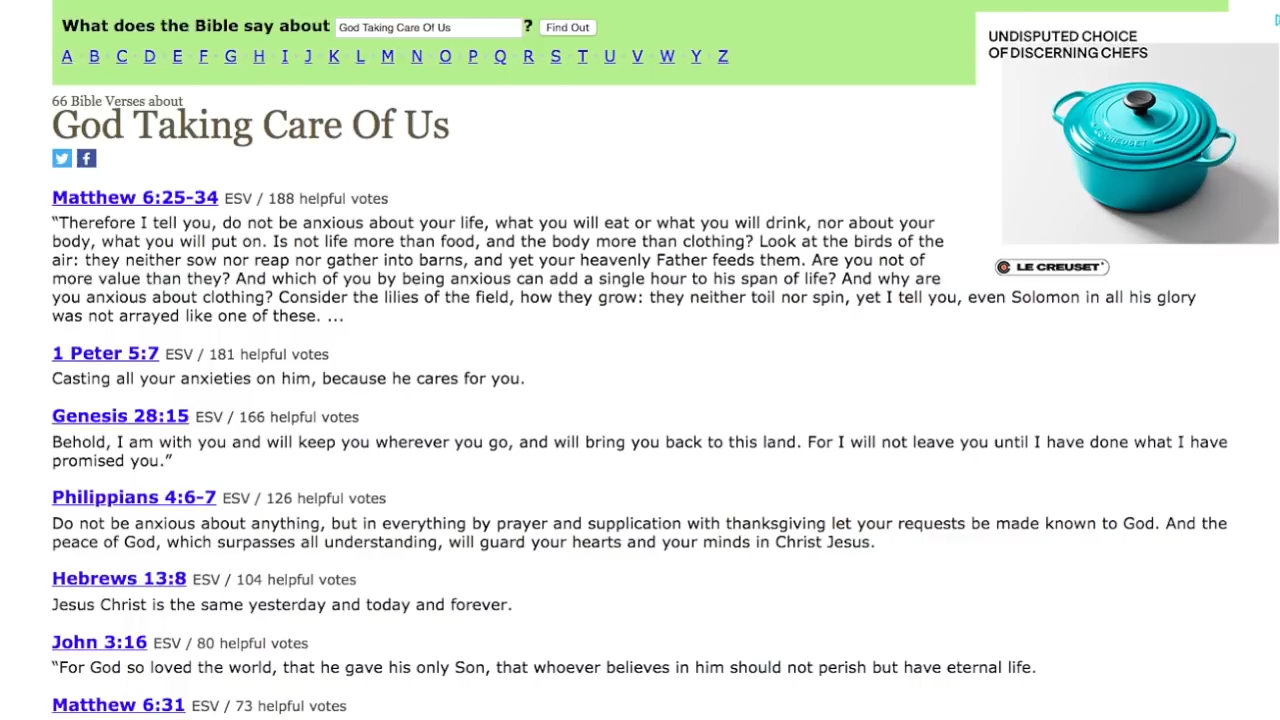 What does the Bible say about God Taking Care Of Us ? Find Out
A B C D E F G H I J K L M N O P Q R S T U V W X Y Z
UNDISPUTED CHOICE
OF DISCERNING CHEFS
LE CREUSET
66 Bible Verses about
God Taking Care Of Us
Matthew 6:25-34 ESV / 188 helpful votes
“Therefore I tell you, do not be anxious about your life, what you will eat or what you will drink, nor about your
body, what you will put on. Is not life more than food, and the body more than clothing? Look at the birds of the
air: they neither sow nor reap nor gather into barns, and yet your heavenly Father feeds them. Are you not of
more value than they? And which of you by being anxious can add a single hour to his span of life? And why are
you anxious about clothing? Consider the lilies of the field, how they grow: they neither toil nor spin, yet I tell you, even Solomon in all his glory
was not arrayed like one of these. ...
1 Peter 5:7 ESV / 181 helpful votes
Casting all your anxieties on him, because he cares for you.
Genesis 28:15 ESV / 166 helpful votes
Behold, I am with you and will keep you wherever you go, and will bring you back to this land. For I will not leave you until I have done what I have
promised you.”
Philippians 4:6-7 ESV / 126 helpful votes
Do not be anxious about anything, but in everything by prayer and supplication with thanksgiving let your requests be made known to God. And the
peace of God, which surpasses all understanding, will guard your hearts and your minds in Christ Jesus.
Hebrews 13:8 ESV / 104 helpful votes
Jesus Christ is the same yesterday and today and forever.
John 3:16 ESV / 80 helpful votes
“For God so loved the world, that he gave his only Son, that whoever believes in him should not perish but have eternal life.
Matthew 6:31 ESV / 73 helpful votes